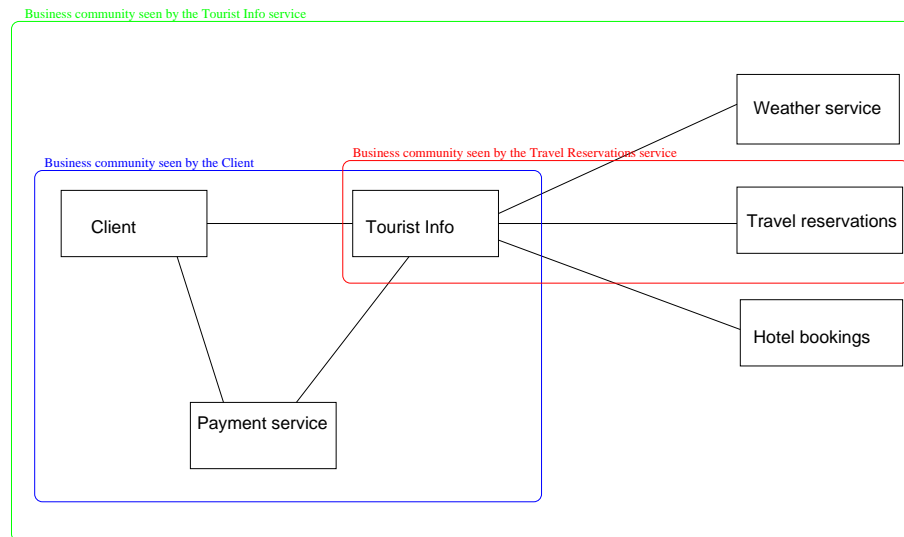 Business community seen by the Tourist Info service
Weather service
Business community seen by the Client
Business community seen by the Travel Reservations service
Client
Tourist Info
Travel reservations
Hotel bookings
Payment service